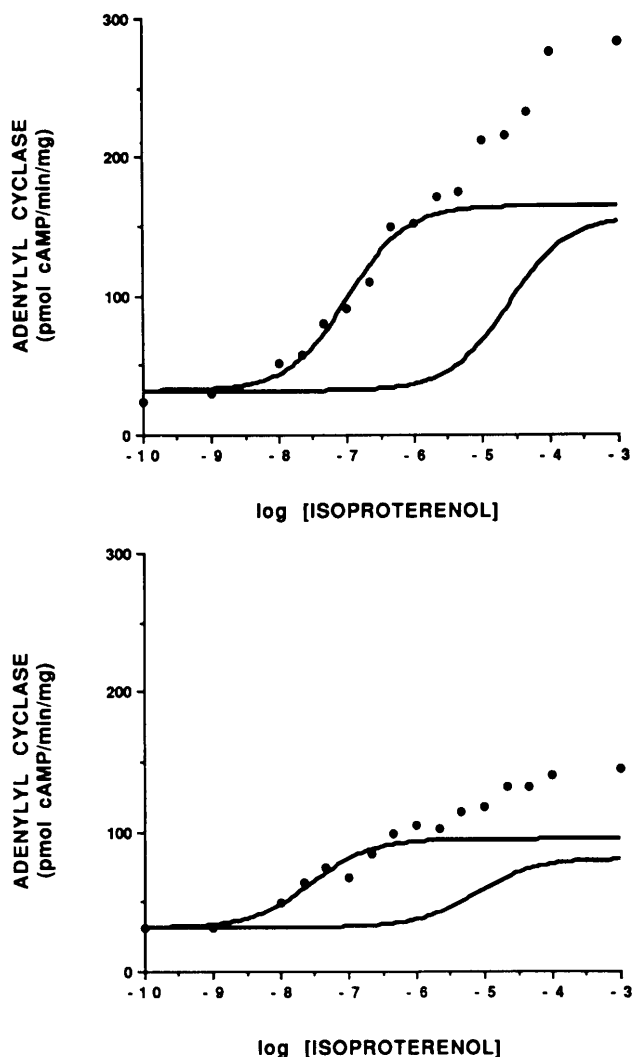 300
200
100
0
ADENYLYL CYCLASE
(pmol cAMP/min/mg)
-10 -9 -8 -7 -6 -5 -4 -3
log [ISOPROTERENOL]
300
200
100
0
ADENYLYL CYCLASE
(pmol cAMP/min/mg)
-10 -9 -8 -7 -6 -5 -4 -3
log [ISOPROTERENOL]